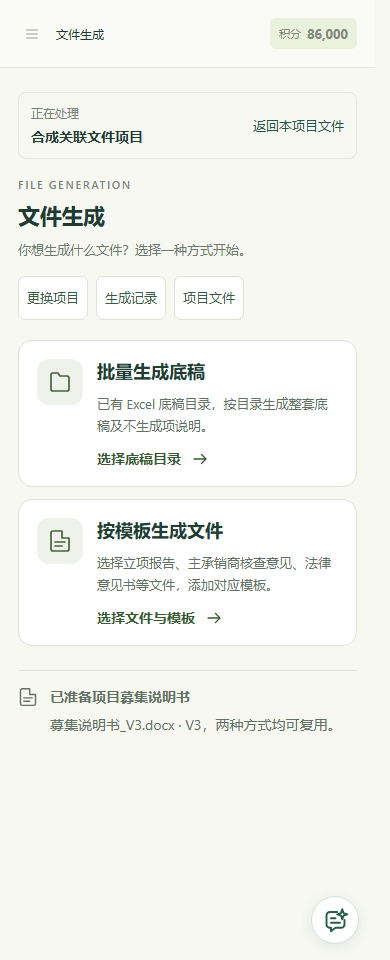 文件生成
积分 86,000
正在处理
合成关联文件项目
返回本项目文件
FILE GENERATION
文件生成
你想生成什么文件？选择一种方式开始。
更换项目
生成记录
项目文件
批量生成底稿
已有 Excel 底稿目录，按目录生成整套底
稿及不生成项说明。
选择底稿目录 →
按模板生成文件
选择立项报告、主承销商核查意见、法律
意见书等文件，添加对应模板。
选择文件与模板 →
已准备项目募集说明书
募集说明书_V3.docx · V3，两种方式均可复用。